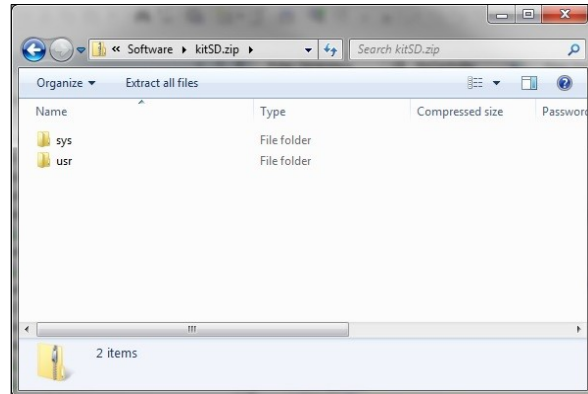 « Software ▸ kitSD.zip ▸ Search kitSD.zip
Organize ▾ Extract all files
Name Type Compressed size Passwor
sys File folder
usr File folder
2 items